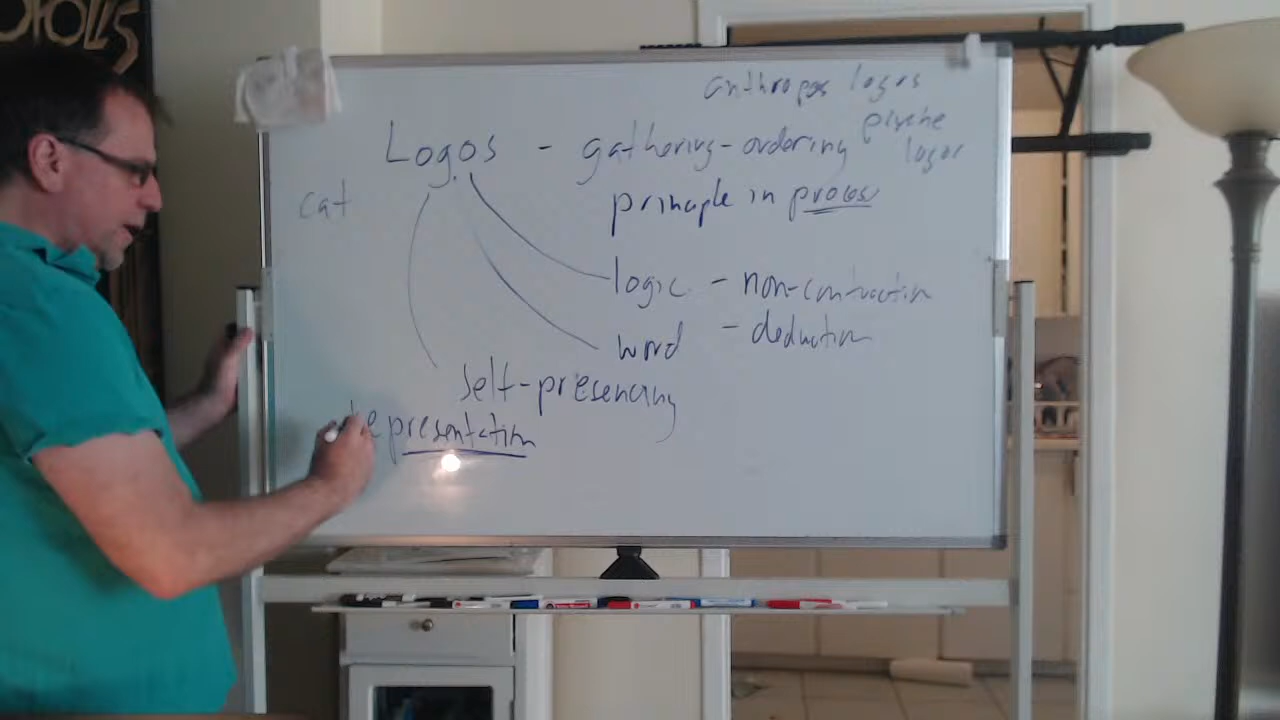 anthropos logos
psyche
logos
Logos - gathering-ordering
principle in process
cat
logic - non-contradiction
word - deduction
self-presencing
representation